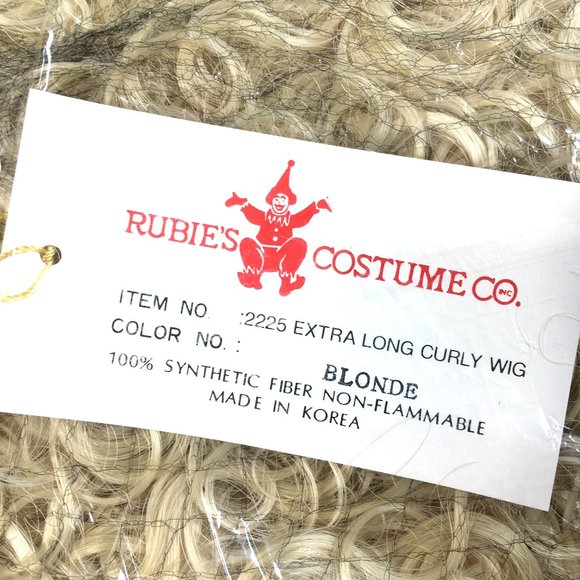 RUBIE'S COSTUME CO. INC
ITEM NO. :2225 EXTRA LONG CURLY WIG
COLOR NO. : BLONDE
100% SYNTHETIC FIBER NON-FLAMMABLE
MADE IN KOREA